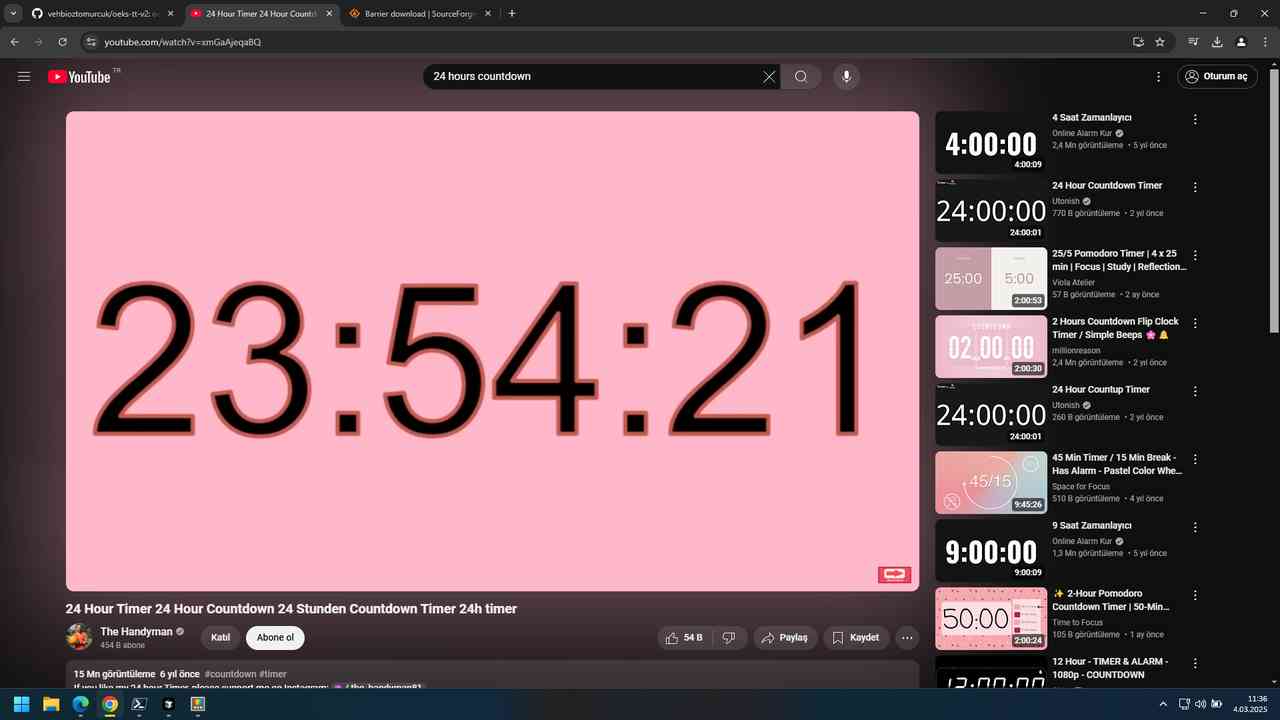 vehbioztomurcuk/oeks-tt-v2: o
24 Hour Timer 24 Hour Countd
Barrier download | SourceForg
youtube.com/watch?v=xmGaAjeqaBQ
YouTube TR
24 hours countdown
Oturum aç
23:54:21
24 Hour Timer 24 Hour Countdown 24 Stunden Countdown Timer 24h timer
The Handyman
454 B abone
Katıl
Abone ol
54 B
Paylaş
Kaydet
15 Mn görüntüleme 6 yıl önce #countdown #timer
If you like my 24 hour Timer, please support me on Instagram: / the_handyman81
4:00:00
4:00:09
4 Saat Zamanlayıcı
Online Alarm Kur
2,4 Mn görüntüleme • 5 yıl önce
24:00:00
24:00:01
24 Hour Countdown Timer
Utonish
770 B görüntüleme • 2 yıl önce
25:00
5:00
2:00:53
25/5 Pomodoro Timer | 4 x 25
min | Focus | Study | Reflection...
Viola Atelier
57 B görüntüleme • 2 ay önce
COUNTDOWN
02 00 00
2:00:30
2 Hours Countdown Flip Clock
Timer / Simple Beeps 🌸 🔔
millionreason
2,4 Mn görüntüleme • 2 yıl önce
24:00:00
24:00:01
24 Hour Countup Timer
Utonish
260 B görüntüleme • 2 yıl önce
45/15
9:45:26
45 Min Timer / 15 Min Break -
Has Alarm - Pastel Color Whe...
Space for Focus
510 B görüntüleme • 4 yıl önce
9:00:00
9:00:09
9 Saat Zamanlayıcı
Online Alarm Kur
1,3 Mn görüntüleme • 5 yıl önce
50:00
2:00:24
✨ 2-Hour Pomodoro
Countdown Timer | 50-Min...
Time to Focus
105 B görüntüleme • 1 ay önce
12:00:00
12 Hour - TIMER & ALARM -
1080p - COUNTDOWN
11:36
4.03.2025